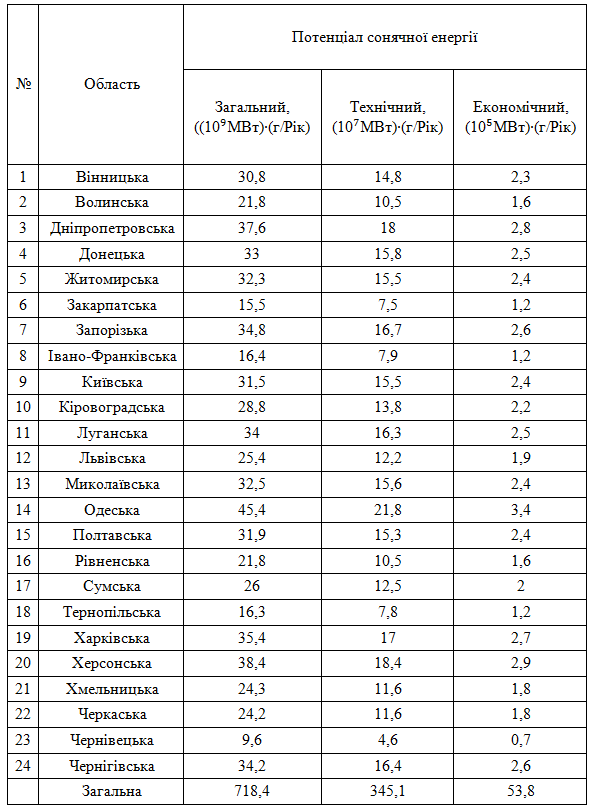 № Область Потенціал сонячної енергії
Загальний, Технічний, Економічний,
((10⁹МВт)·(г/Рік) (10⁷МВт)·(г/Рік) (10⁵МВт)·(г/Рік)
1 Вінницька 30,8 14,8 2,3
2 Волинська 21,8 10,5 1,6
3 Дніпропетровська 37,6 18 2,8
4 Донецька 33 15,8 2,5
5 Житомирська 32,3 15,5 2,4
6 Закарпатська 15,5 7,5 1,2
7 Запорізька 34,8 16,7 2,6
8 Івано-Франківська 16,4 7,9 1,2
9 Київська 31,5 15,5 2,4
10 Кіровоградська 28,8 13,8 2,2
11 Луганська 34 16,3 2,5
12 Львівська 25,4 12,2 1,9
13 Миколаївська 32,5 15,6 2,4
14 Одеська 45,4 21,8 3,4
15 Полтавська 31,9 15,3 2,4
16 Рівненська 21,8 10,5 1,6
17 Сумська 26 12,5 2
18 Тернопільська 16,3 7,8 1,2
19 Харківська 35,4 17 2,7
20 Херсонська 38,4 18,4 2,9
21 Хмельницька 24,3 11,6 1,8
22 Черкаська 24,2 11,6 1,8
23 Чернівецька 9,6 4,6 0,7
24 Чернігівська 34,2 16,4 2,6
Загальна 718,4 345,1 53,8